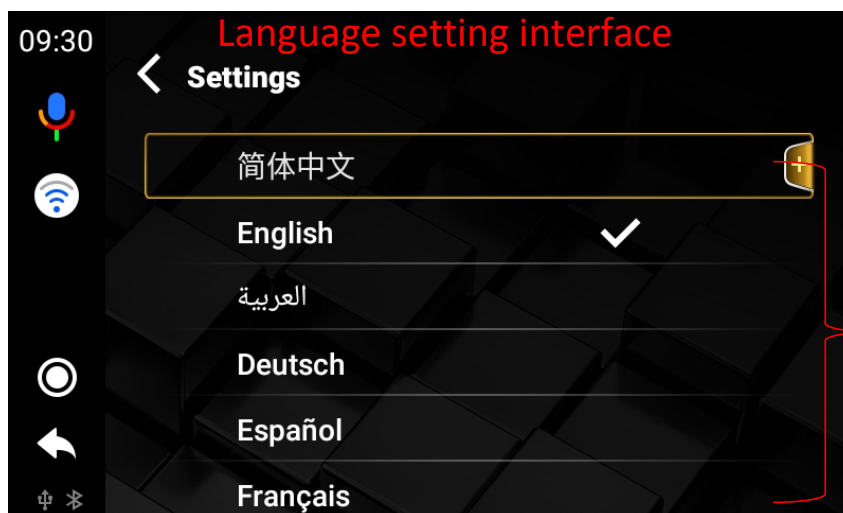 09:30
Language setting interface
Settings
简体中文
English
العربية
Deutsch
Español
Français